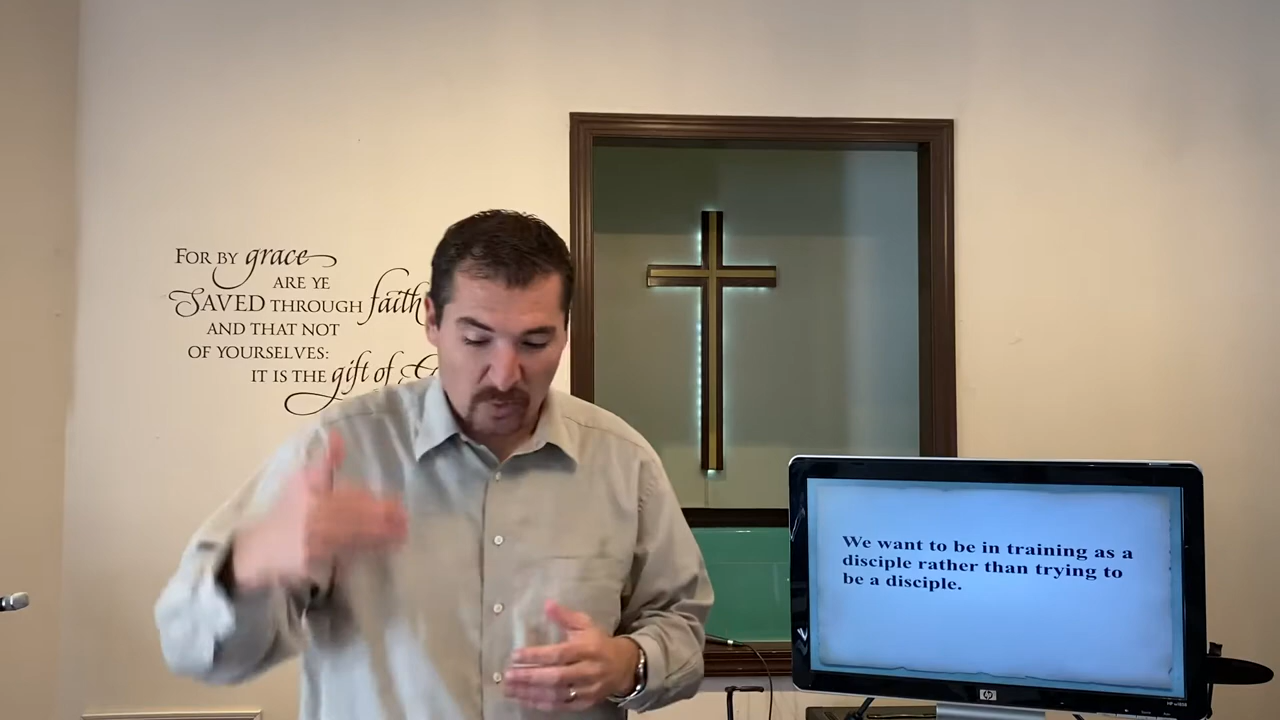 FOR BY grace
ARE YE
SAVED THROUGH faith
AND THAT NOT
OF YOURSELVES:
IT IS THE gift of
We want to be in training as a
disciple rather than trying to
be a disciple.
hp